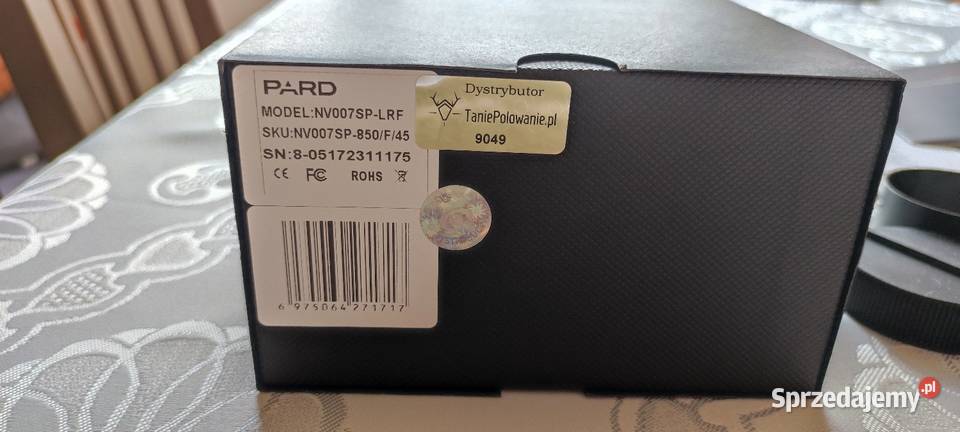 PARD
MODEL:NV007SP-LRF
SKU:NV007SP-850/F/45
SN:8-05172311175
CE FC ROHS
Dystrybutor
TaniePolowanie.pl
9049
6 975064 271717
Sprzedajemy.pl